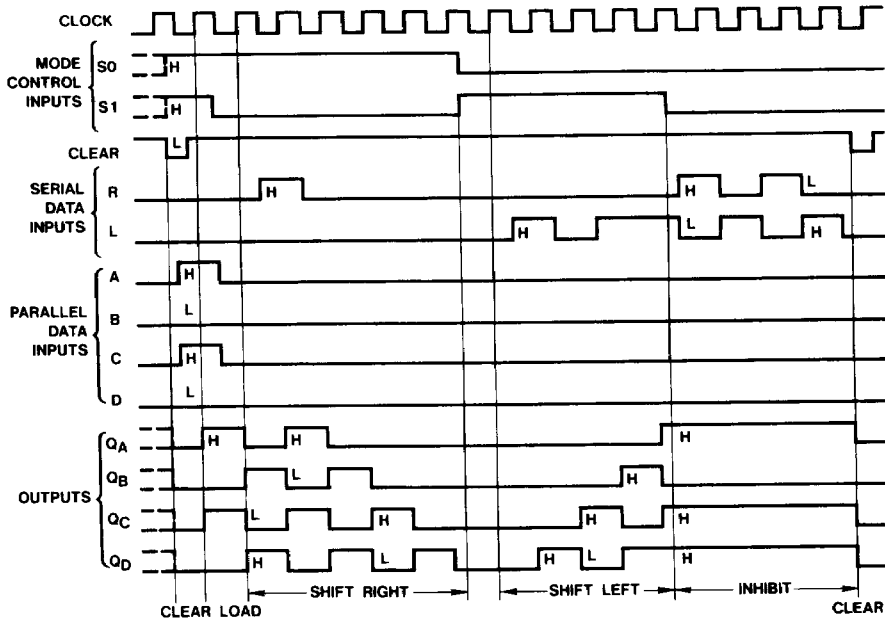 CLOCK
MODE
CONTROL
INPUTS
S0
H
S1
H
CLEAR
L
SERIAL
DATA
INPUTS
R
H
H
L
L
H
L
H
PARALLEL
DATA
INPUTS
A
H
B
L
C
H
D
L
OUTPUTS
QA
H
H
H
QB
L
H
QC
L
H
H
H
QD
H
L
H
L
H
SHIFT RIGHT
SHIFT LEFT
INHIBIT
CLEAR LOAD
CLEAR